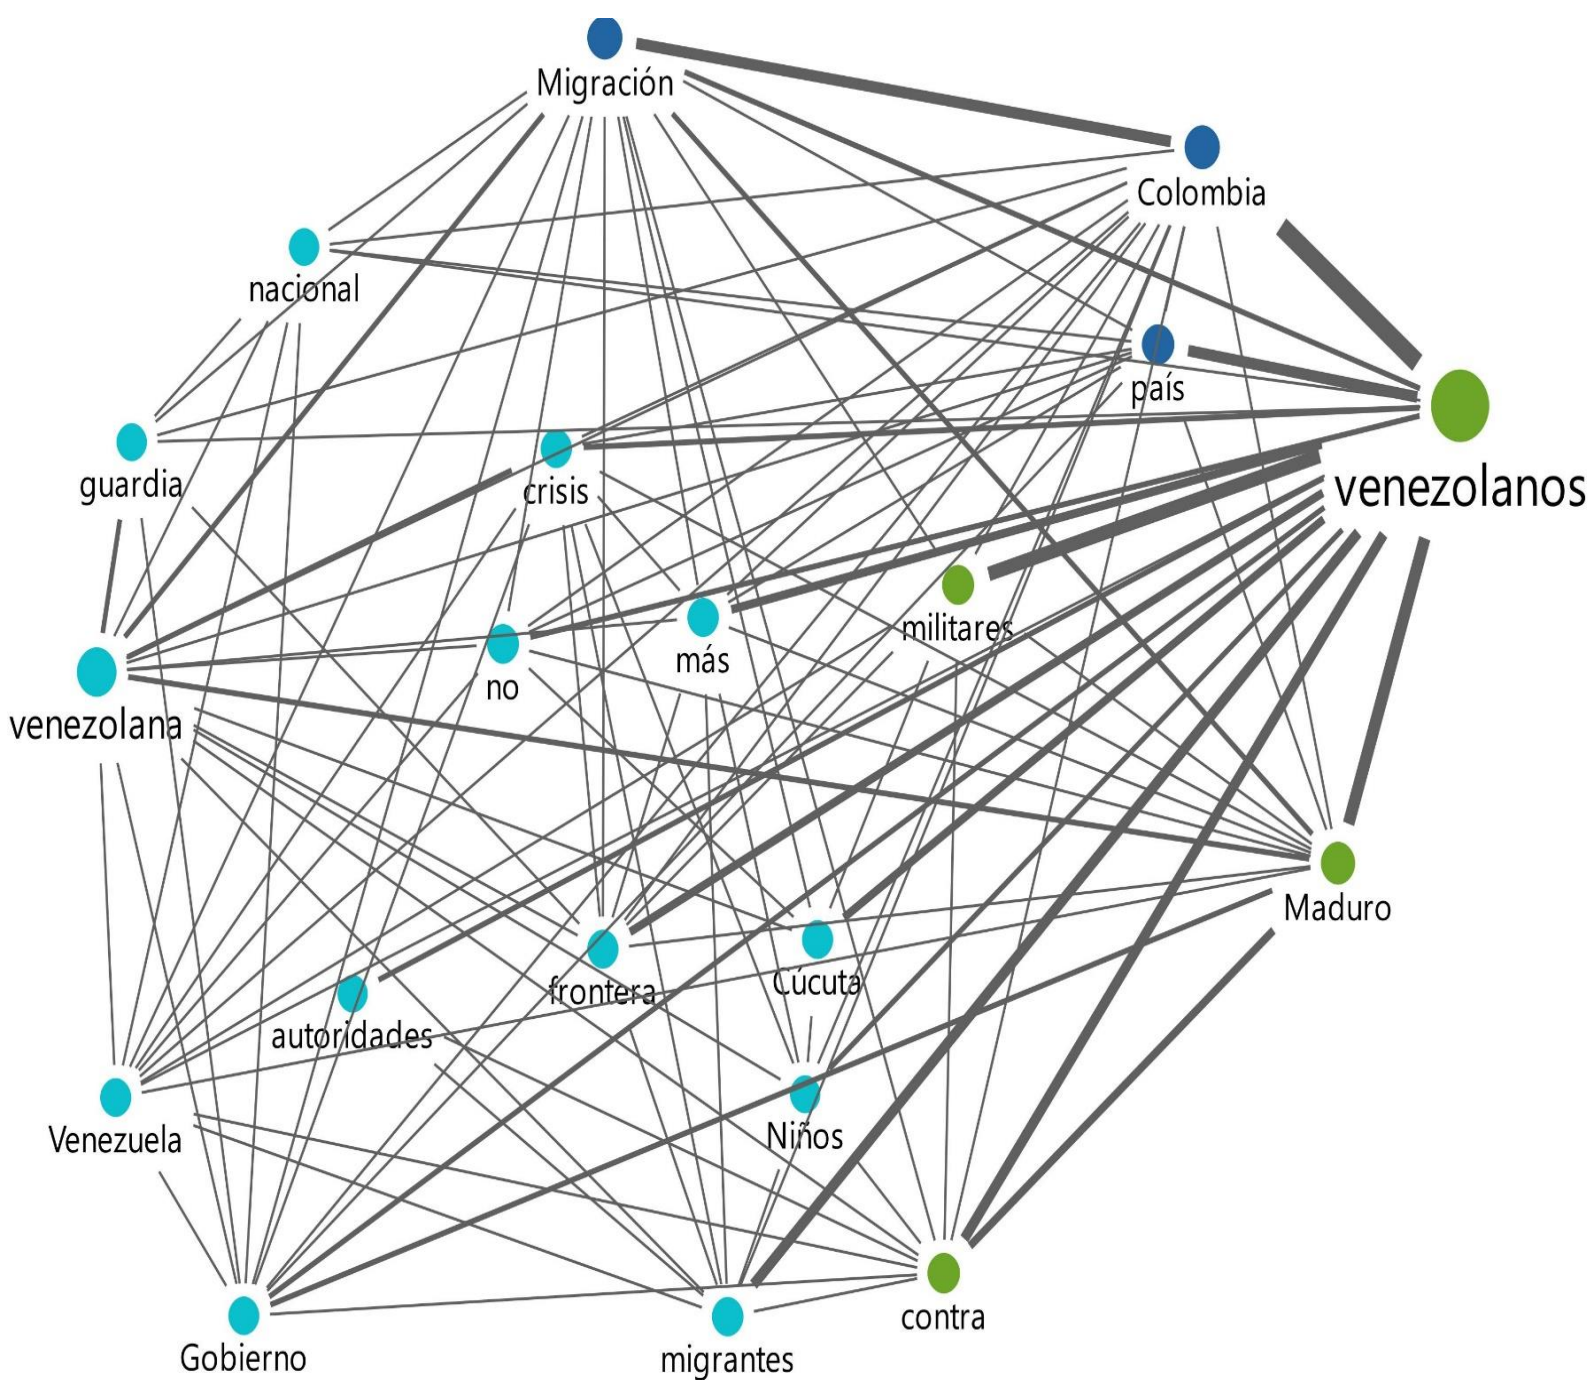 Migración
Colombia
nacional
país
guardia
crisis
venezolanos
militares
más
no
venezolana
Maduro
Cúcuta
frontera
autoridades
Venezuela
Niños
contra
Gobierno
migrantes